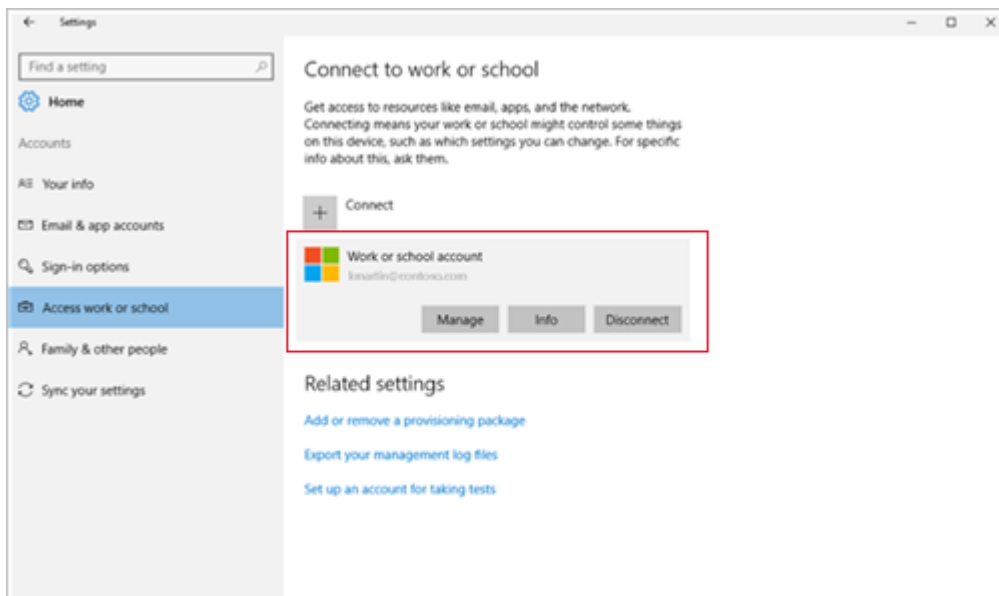 Settings
Find a setting
Home
Accounts
Your info
Email & app accounts
Sign-in options
Access work or school
Family & other people
Sync your settings
Connect to work or school
Get access to resources like email, apps, and the network.
Connecting means your work or school might control some things
on this device, such as which settings you can change. For specific
info about this, ask them.
Connect
Work or school account
kmartin@contoso.com
Manage Info Disconnect
Related settings
Add or remove a provisioning package
Export your management log files
Set up an account for taking tests